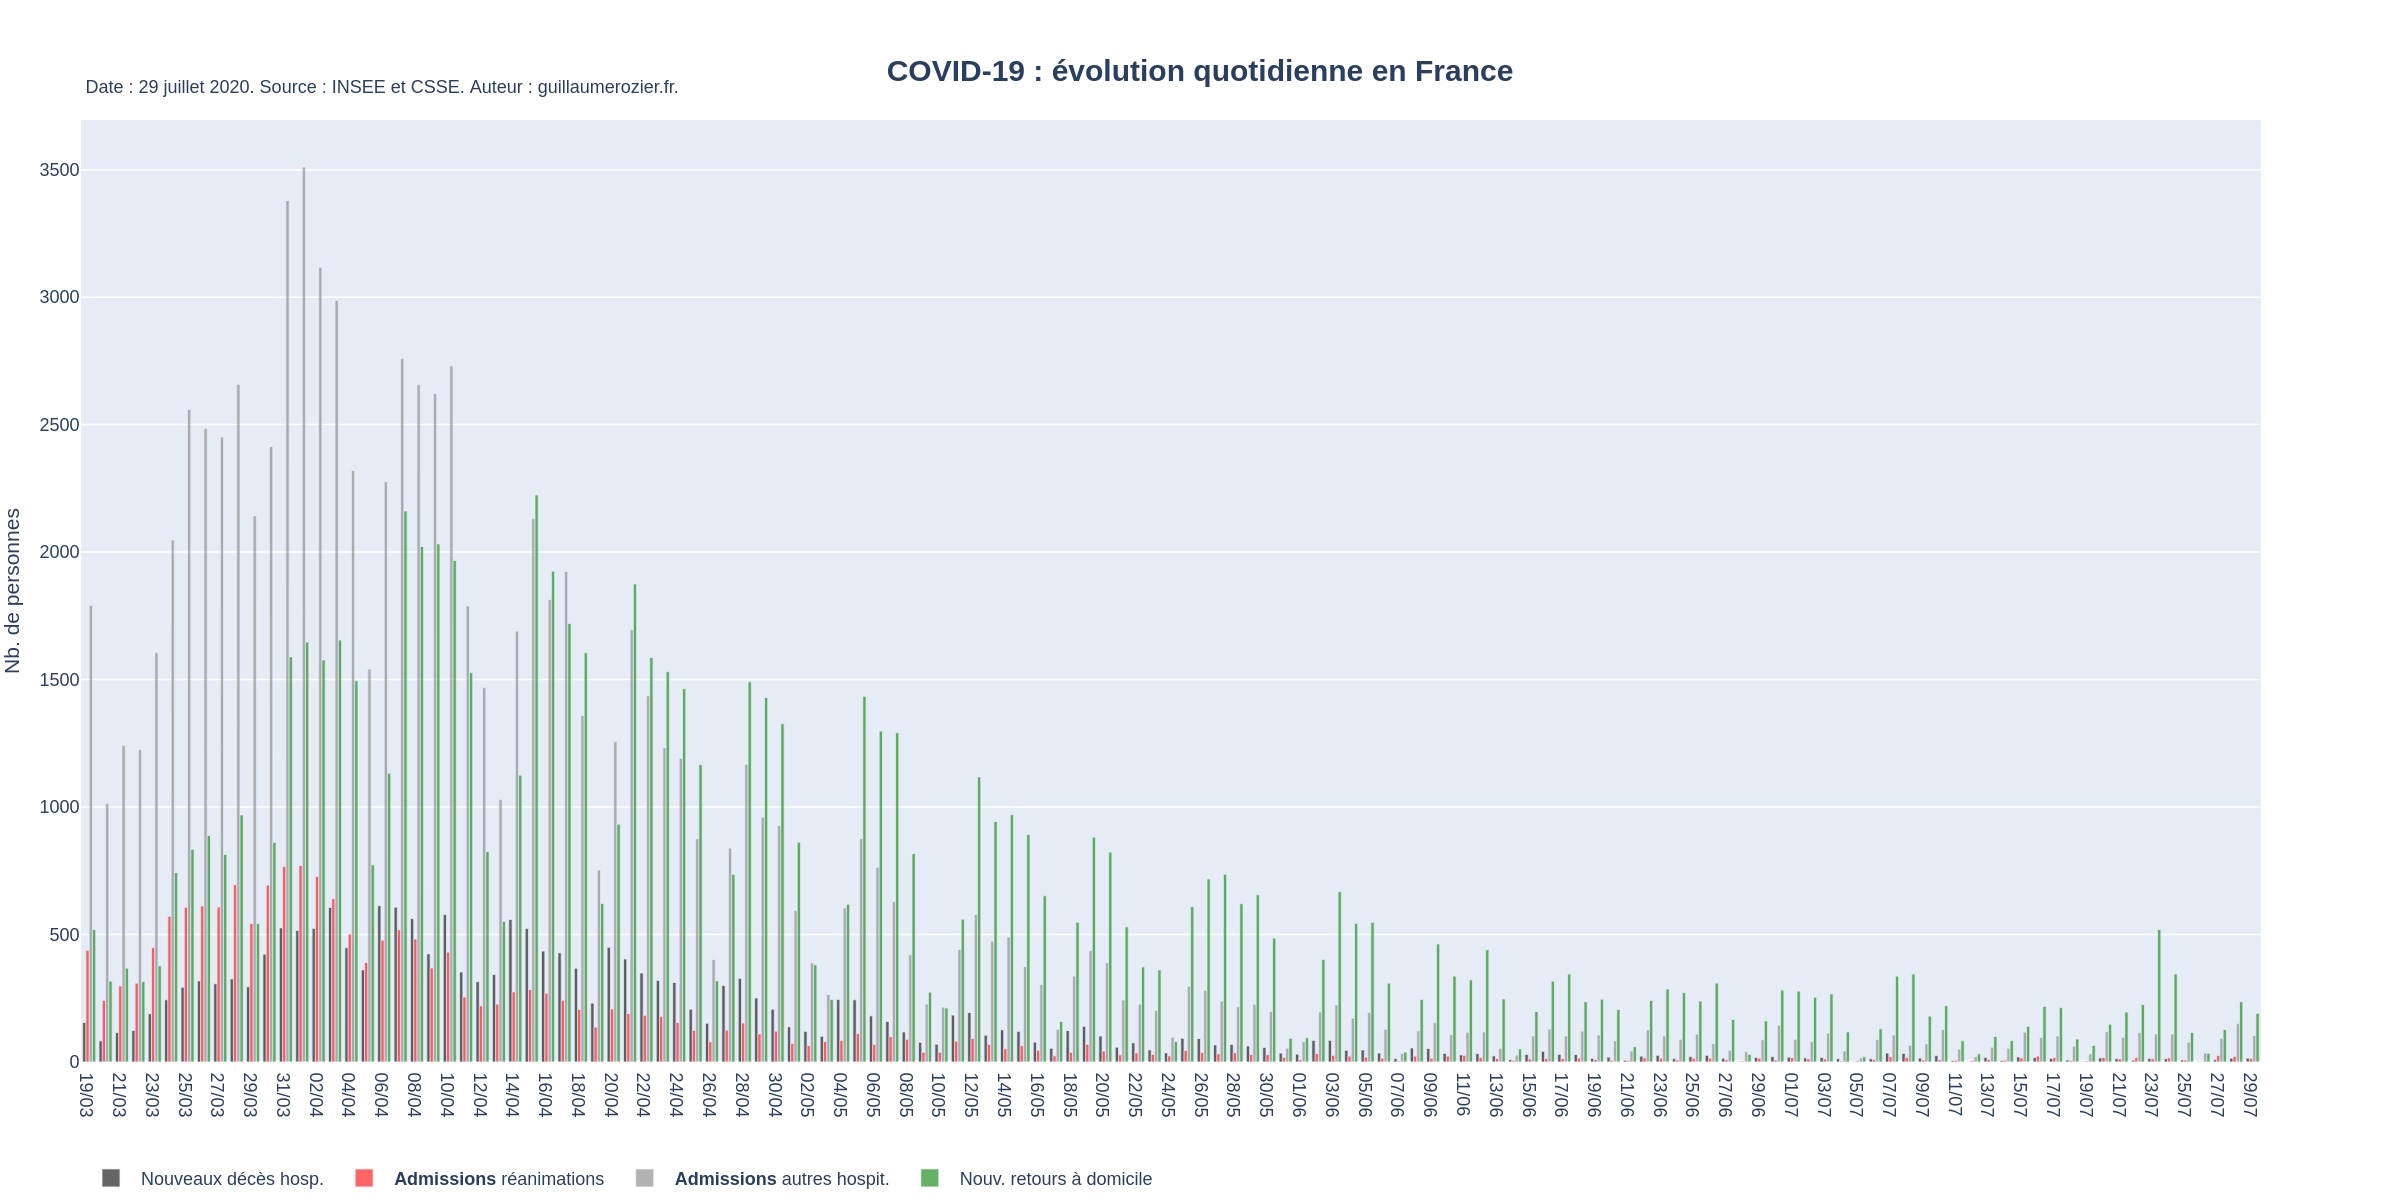 COVID-19 : évolution quotidienne en France
Date : 29 juillet 2020. Source : INSEE et CSSE. Auteur : guillaumerozier.fr.
Nb. de personnes
3500
3000
2500
2000
1500
1000
500
0
19/03 21/03 23/03 25/03 27/03 29/03 31/03 02/04 04/04 06/04 08/04 10/04 12/04 14/04 16/04 18/04 20/04 22/04 24/04 26/04 28/04 30/04 02/05 04/05 06/05 08/05 10/05 12/05 14/05 16/05 18/05 20/05 22/05 24/05 26/05 28/05 30/05 01/06 03/06 05/06 07/06 09/06 11/06 13/06 15/06 17/06 19/06 21/06 23/06 25/06 27/06 29/06 01/07 03/07 05/07 07/07 09/07 11/07 13/07 15/07 17/07 19/07 21/07 23/07 25/07 27/07 29/07
Nouveaux décès hosp. Admissions réanimations Admissions autres hospit. Nouv. retours à domicile